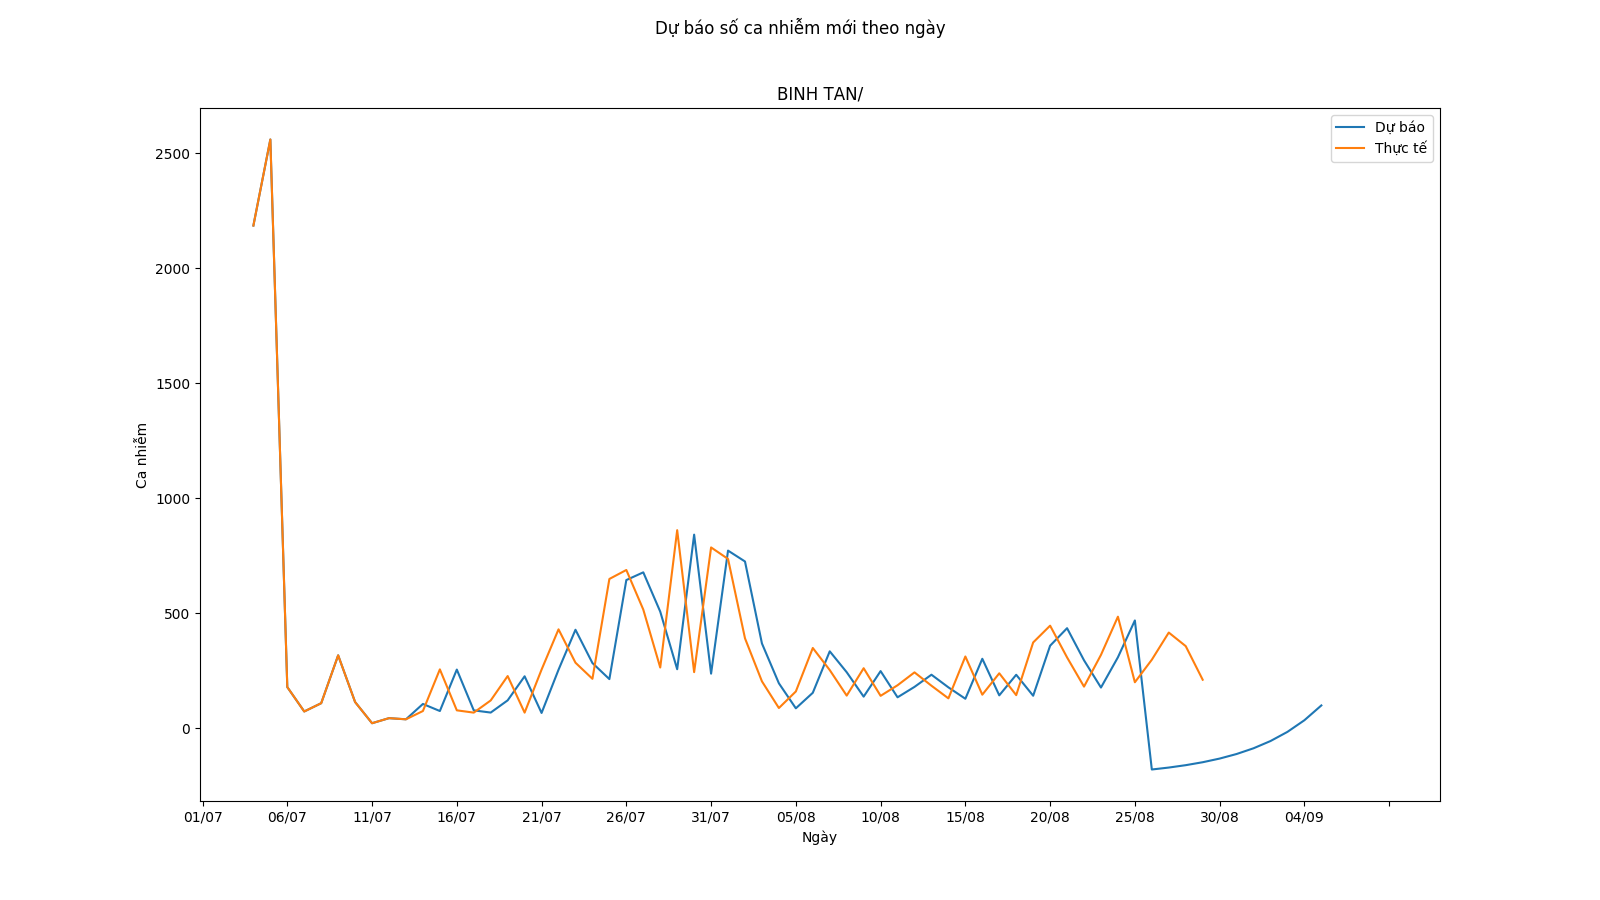 Dự báo số ca nhiễm mới theo ngày
BINH TAN/
Dự báo
Thực tế
2500
2000
1500
1000
500
0
Ca nhiễm
01/07 06/07 11/07 16/07 21/07 26/07 31/07 05/08 10/08 15/08 20/08 25/08 30/08 04/09
Ngày